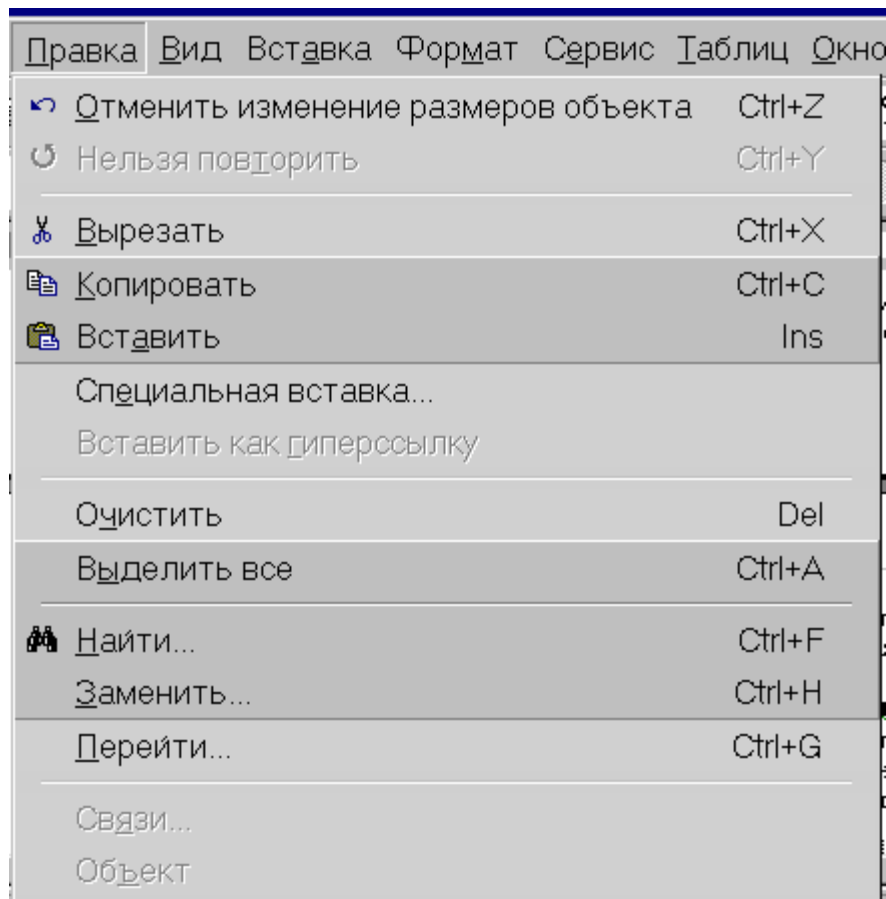 Правка Вид Вставка Формат Сервис Таблиц Окно
Отменить изменение размеров объекта Ctrl+Z
Нельзя повторить Ctrl+Y
Вырезать Ctrl+X
Копировать Ctrl+C
Вставить Ins
Специальная вставка...
Вставить как гиперссылку
Очистить Del
Выделить все Ctrl+A
Найти... Ctrl+F
Заменить... Ctrl+H
Перейти... Ctrl+G
Связи...
Объект